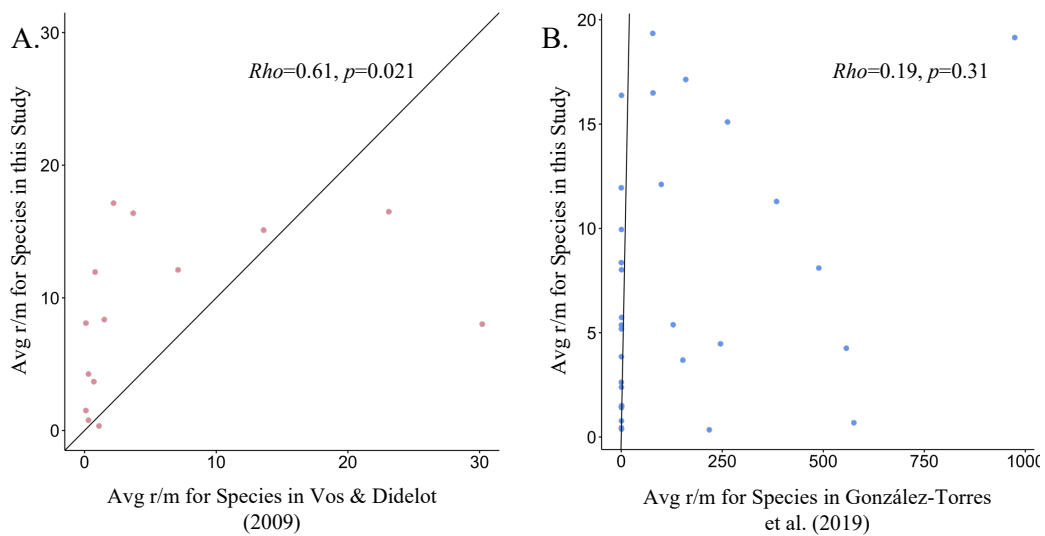 A.
Rho=0.61, p=0.021
30
20
10
0
0 10 20 30
Avg r/m for Species in this Study
Avg r/m for Species in Vos & Didelot
(2009)
B.
Rho=0.19, p=0.31
20
15
10
5
0
0 250 500 750 1000
Avg r/m for Species in this Study
Avg r/m for Species in González-Torres
et al. (2019)